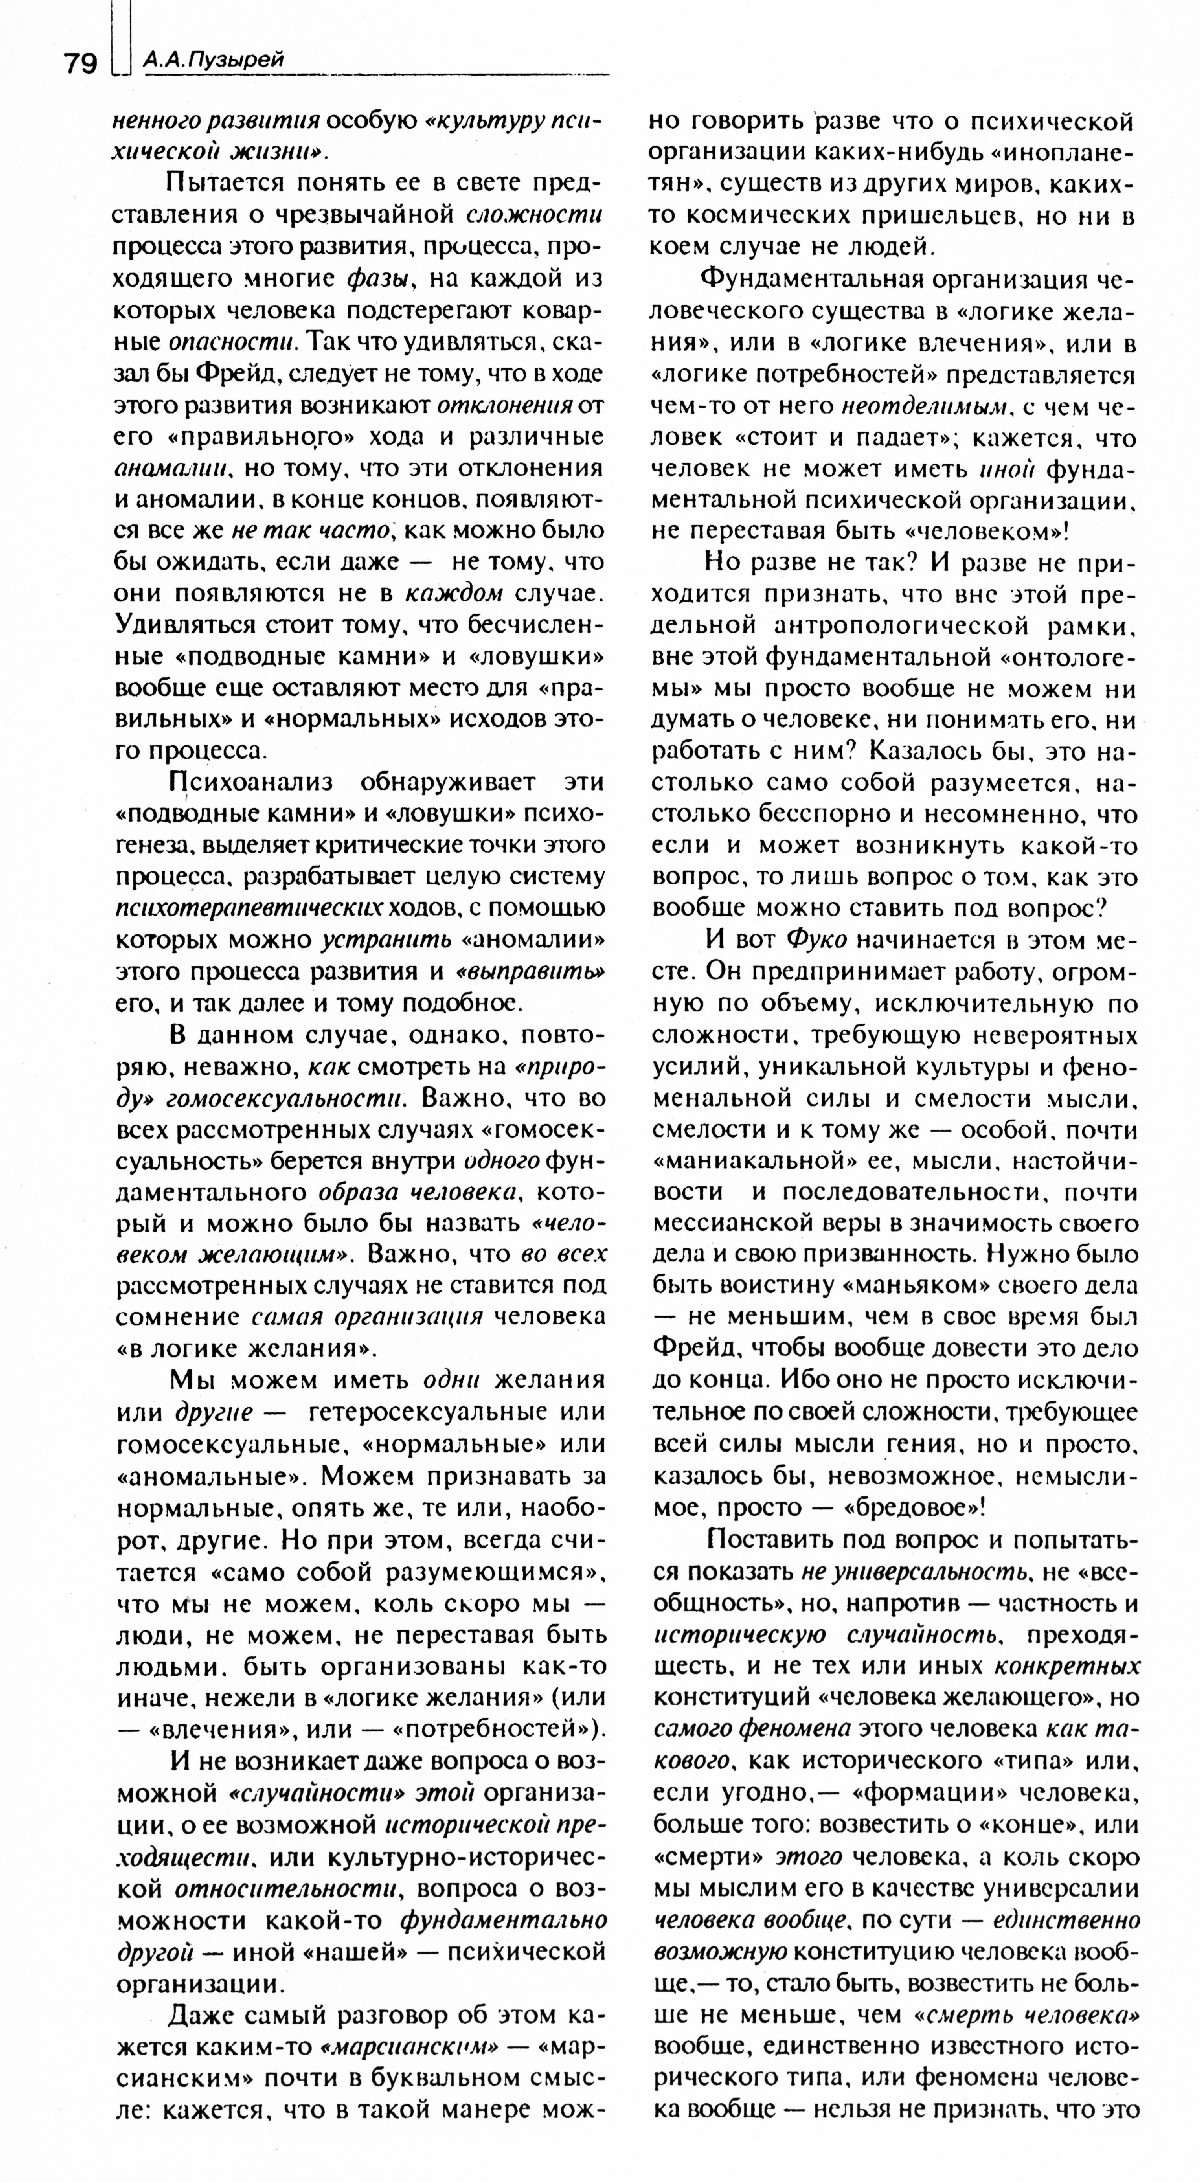 79
А.А.Пузырей
ненного развития особую «культуру пси-
хической жизни».
Пытается понять ее в свете пред-
ставления о чрезвычайной сложности
процесса этого развития, процесса, про-
ходящего многие фазы, на каждой из
которых человека подстерегают ковар-
ные опасности. Так что удивляться, ска-
зал бы Фрейд, следует не тому, что в ходе
этого развития возникают отклонения от
его «правильного» хода и различные
аномалии, но тому, что эти отклонения
и аномалии, в конце концов, появляют-
ся все же не так часто, как можно было
бы ожидать, если даже — не тому, что
они появляются не в каждом случае.
Удивляться стоит тому, что бесчислен-
ные «подводные камни» и «ловушки»
вообще еще оставляют место для «пра-
вильных» и «нормальных» исходов это-
го процесса.
Психоанализ обнаруживает эти
«подводные камни» и «ловушки» психо-
генеза, выделяет критические точки этого
процесса, разрабатывает целую систему
психотерапевтических ходов, с помощью
которых можно устранить «аномалии»
этого процесса развития и «выправить»
его, и так далее и тому подобное.
В данном случае, однако, повто-
ряю, неважно, как смотреть на «приро-
ду» гомосексуальности. Важно, что во
всех рассмотренных случаях «гомосек-
суальность» берется внутри одного фун-
даментального образа человека, кото-
рый и можно было бы назвать «чело-
веком желающим». Важно, что во всех
рассмотренных случаях не ставится под
сомнение самая организация человека
«в логике желания».
Мы можем иметь одни желания
или другие — гетеросексуальные или
гомосексуальные, «нормальные» или
«аномальные». Можем признавать за
нормальные, опять же, те или, наобо-
рот, другие. Но при этом, всегда счи-
тается «само собой разумеющимся»,
что мы не можем, коль скоро мы —
люди, не можем, не переставая быть
людьми, быть организованы как-то
иначе, нежели в «логике желания» (или
— «влечения», или — «потребностей»).
И не возникает даже вопроса о воз-
можной «случайности» этой организа-
ции, о ее возможной исторической пре-
ходящести, или культурно-историчес-
кой относительности, вопроса о воз-
можности какой-то фундаментально
другой — иной «нашей» — психической
организации.
Даже самый разговор об этом ка-
жется каким-то «марсианским» — «мар-
сианским» почти в буквальном смыс-
ле: кажется, что в такой манере мож-
но говорить разве что о психической
организации каких-нибудь «иноплане-
тян», существ из других миров, каких-
то космических пришельцев, но ни в
коем случае не людей.
Фундаментальная организация че-
ловеческого существа в «логике жела-
ния», или в «логике влечения», или в
«логике потребностей» представляется
чем-то от него неотделимым, с чем че-
ловек «стоит и падает»; кажется, что
человек не может иметь иной фунда-
ментальной психической организации,
не переставая быть «человеком»!
Но разве не так? И разве не при-
ходится признать, что вне этой пре-
дельной антропологической рамки,
вне этой фундаментальной «онтологе-
мы» мы просто вообще не можем ни
думать о человеке, ни понимать его, ни
работать с ним? Казалось бы, это на-
столько само собой разумеется, на-
столько бесспорно и несомненно, что
если и может возникнуть какой-то
вопрос, то лишь вопрос о том, как это
вообще можно ставить под вопрос?
И вот Фуко начинается в этом ме-
сте. Он предпринимает работу, огром-
ную по объему, исключительную по
сложности, требующую невероятных
усилий, уникальной культуры и фено-
менальной силы и смелости мысли,
смелости и к тому же — особой, почти
«маниакальной» ее, мысли, настойчи-
вости и последовательности, почти
мессианской веры в значимость своего
дела и свою призванность. Нужно было
быть воистину «маньяком» своего дела
— не меньшим, чем в свое время был
Фрейд, чтобы вообще довести это дело
до конца. Ибо оно не просто исключи-
тельное по своей сложности, требующее
всей силы мысли гения, но и просто,
казалось бы, невозможное, немысли-
мое, просто — «бредовое»!
Поставить под вопрос и попытать-
ся показать не универсальность, не «все-
общность», но, напротив — частность и
историческую случайность, преходя-
щесть, и не тех или иных конкретных
конституций «человека желающего», но
самого феномена этого человека как та-
кового, как исторического «типа» или,
если угодно,— «формации» человека,
больше того: возвестить о «конце», или
«смерти» этого человека, а коль скоро
мы мыслим его в качестве универсалии
человека вообще, по сути — единственно
возможную конституцию человека вооб-
ще,— то, стало быть, возвестить не боль-
ше не меньше, чем «смерть человека»
вообще, единственно известного исто-
рического типа, или феномена челове-
ка вообще — нельзя не признать, что это